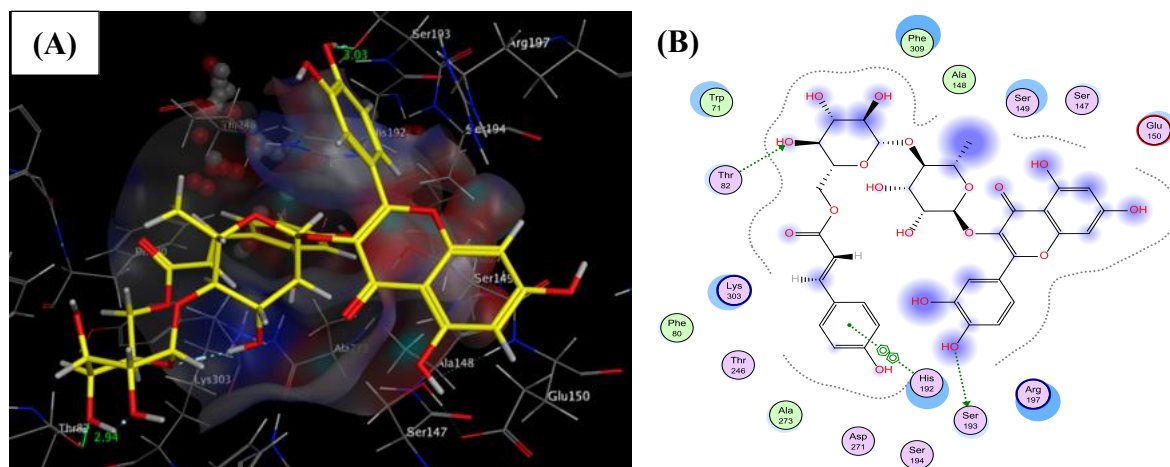 (A)
3.03
Ser193
Arg197
His192
Ser194
Ser149
Ala148
Glu150
Lys303
Thr82
2.94
Ser147
(B)
Phe
309
Ala
148
Trp
71
Ser
149
Ser
147
Glu
150
HO
OH
HO
O
O
Thr
82
OH
HO
O
O
OH
O
HO
O
OH
O
O
O
H
HO
Lys
303
H
HO
Phe
80
HO
Thr
246
OH
His
192
Arg
197
Ser
193
Ala
273
Asp
271
Ser
194